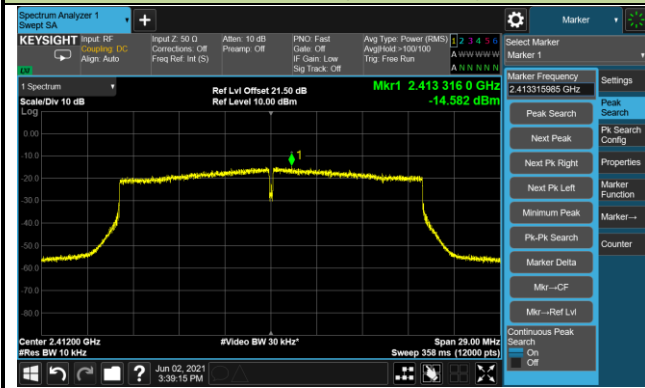 Spectrum Analyzer 1
Swept SA
Marker
KEYSIGHT
Input: RF
Coupling: DC
Align: Auto
Input Z: 50 Ω
Corrections: Off
Freq Ref: Int (S)
Atten: 10 dB
Preamp: Off
PNO: Fast
Gate: Off
IF Gain: Low
Sig Track: Off
Avg Type: Power (RMS)
Avg|Hold:>100/100
Trig: Free Run
1 2 3 4 5 6
A W W W W W
A N N N N N
Select Marker
Marker 1
1 Spectrum
Scale/Div 10 dB
Log
Ref Lvl Offset 21.50 dB
Ref Level 10.00 dBm
Mkr1 2.413 316 0 GHz
-14.582 dBm
Marker Frequency
2.413315985 GHz
Peak Search
Next Peak
Next Pk Right
Next Pk Left
Minimum Peak
Pk-Pk Search
Marker Delta
Mkr→CF
Mkr→Ref Lvl
Continuous Peak
Search
On
Off
Settings
Peak
Search
Pk Search
Config
Properties
Marker
Function
Marker→
Counter
0.00
-10.0
-20.0
-30.0
-40.0
-50.0
-60.0
-70.0
-80.0
1
Center 2.41200 GHz
#Res BW 10 kHz
#Video BW 30 kHz*
Span 29.00 MHz
Sweep 358 ms (12000 pts)
?
Jun 02, 2021
3:39:15 PM